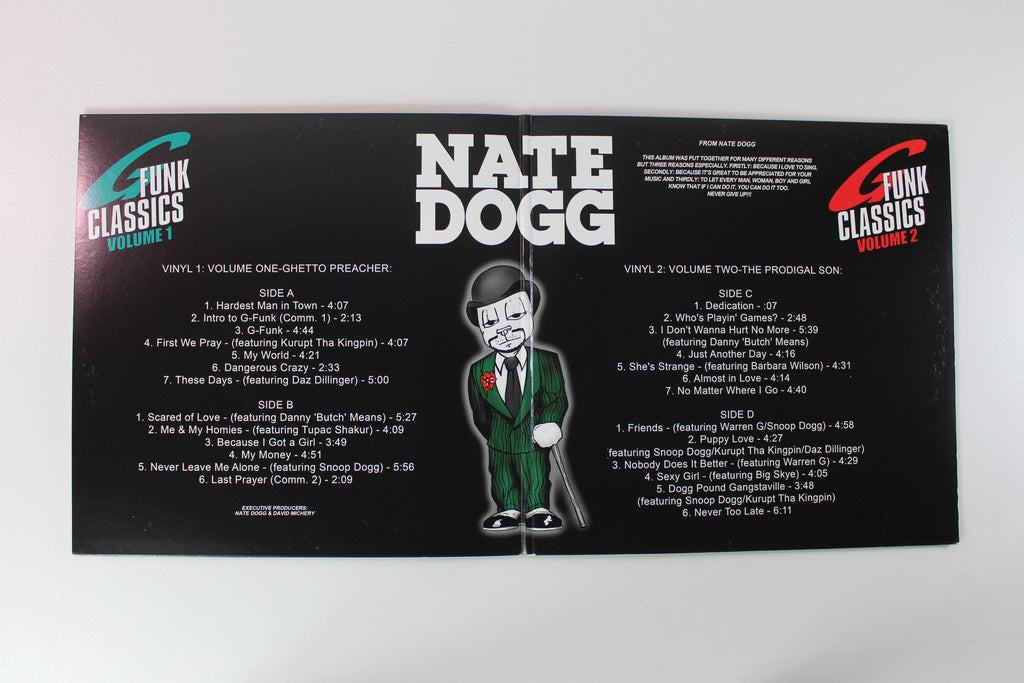 G
FUNK
CLASSICS
VOLUME 1
NATE
DOGG
FROM NATE DOGG
THIS ALBUM WAS PUT TOGETHER FOR MANY DIFFERENT REASONS
BUT THREE REASONS ESPECIALLY. FIRSTLY: BECAUSE I LOVE TO SING.
SECONDLY: BECAUSE IT'S GREAT TO BE APPRECIATED FOR YOUR
MUSIC AND THIRDLY: TO LET EVERY MAN, WOMAN, BOY AND GIRL
KNOW THAT IF I CAN DO IT, YOU CAN DO IT TOO.
NEVER GIVE UP!!!
G
FUNK
CLASSICS
VOLUME 2
VINYL 1: VOLUME ONE-GHETTO PREACHER:
SIDE A
1. Hardest Man in Town - 4:07
2. Intro to G-Funk (Comm. 1) - 2:13
3. G-Funk - 4:44
4. First We Pray - (featuring Kurupt Tha Kingpin) - 4:07
5. My World - 4:21
6. Dangerous Crazy - 2:33
7. These Days - (featuring Daz Dillinger) - 5:00
SIDE B
1. Scared of Love - (featuring Danny 'Butch' Means) - 5:27
2. Me & My Homies - (featuring Tupac Shakur) - 4:09
3. Because I Got a Girl - 3:49
4. My Money - 4:51
5. Never Leave Me Alone - (featuring Snoop Dogg) - 5:56
6. Last Prayer (Comm. 2) - 2:09
EXECUTIVE PRODUCERS:
NATE DOGG & DAVID MICHERY
VINYL 2: VOLUME TWO-THE PRODIGAL SON:
SIDE C
1. Dedication - :07
2. Who's Playin' Games? - 2:48
3. I Don't Wanna Hurt No More - 5:39
(featuring Danny 'Butch' Means)
4. Just Another Day - 4:16
5. She's Strange - (featuring Barbara Wilson) - 4:31
6. Almost in Love - 4:14
7. No Matter Where I Go - 4:40
SIDE D
1. Friends - (featuring Warren G/Snoop Dogg) - 4:58
2. Puppy Love - 4:27
featuring Snoop Dogg/Kurupt Tha Kingpin/Daz Dillinger)
3. Nobody Does It Better - (featuring Warren G) - 4:29
4. Sexy Girl - (featuring Big Skye) - 4:05
5. Dogg Pound Gangstaville - 3:48
(featuring Snoop Dogg/Kurupt Tha Kingpin)
6. Never Too Late - 6:11